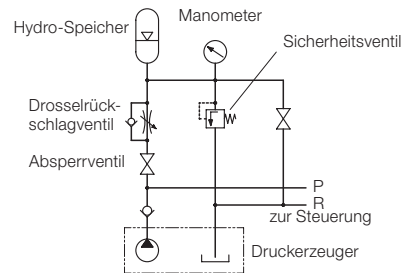 Manometer
Hydro-Speicher
Sicherheitsventil
Drosselrück-
schlagventil
Absperrventil
P
R
zur Steuerung
Druckerzeuger